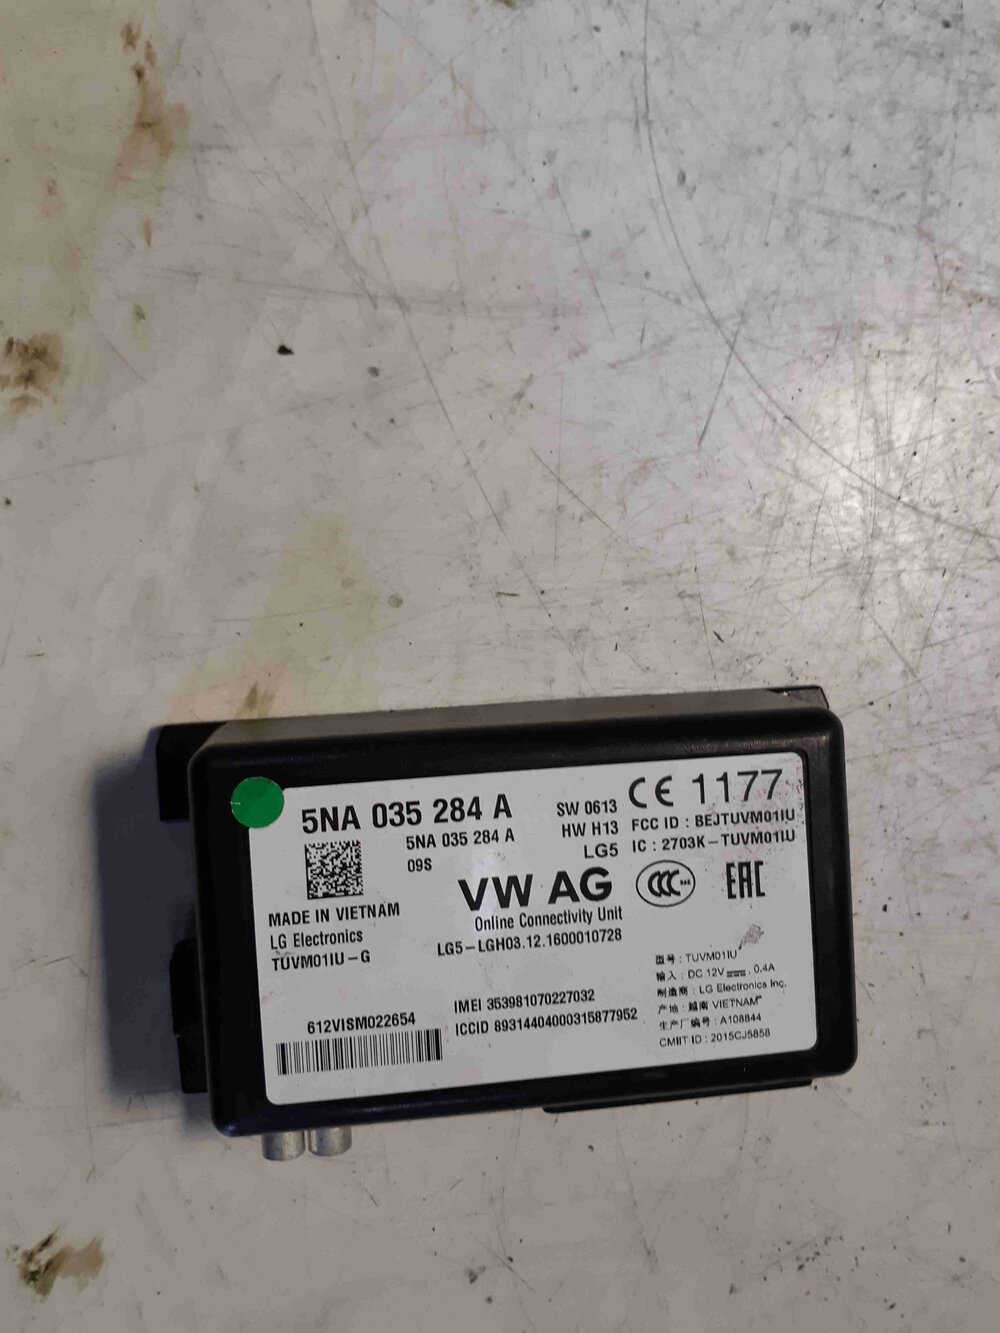 5NA 035 284 A
5NA 035 284 A
09S
SW 0613
HW H13
LG5
CE 1177
FCC ID : BEJTUVM01IU
IC : 2703K-TUVM01IU
VW AG
CCC
EAC
Online Connectivity Unit
LG5-LGH03.12.1600010728
MADE IN VIETNAM
LG Electronics
TUVM01IU-G
612VISM022654
IMEI 353981070227032
ICCID 89314404000315877952
型号 : TUVM01IU
输入 : DC 12V , 0.4A
制造商 : LG Electronics Inc.
产地 : 越南 VIETNAM
生产厂编号 : A108844
CMIIT ID : 2015CJ5858